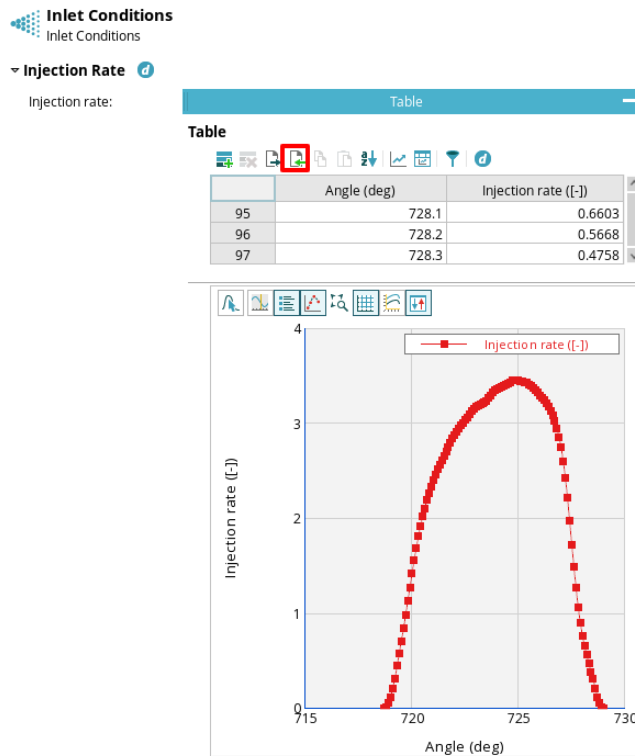 Inlet Conditions
Inlet Conditions
Injection Rate d
Injection rate:
Table
Table
a
z
d
Angle (deg) Injection rate ([-])
95 728.1 0.6603
96 728.2 0.5668
97 728.3 0.4758
4
Injection rate ([-])
3
2
1
0
Injection rate ([-])
715 720 725 730
Angle (deg)